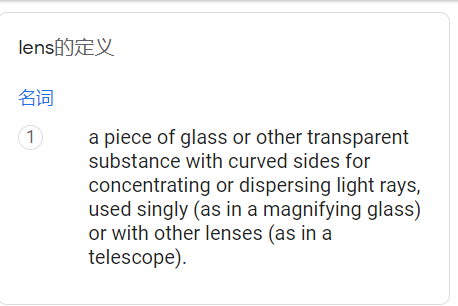 lens的定义
名词
1
a piece of glass or other transparent
substance with curved sides for
concentrating or dispersing light rays,
used singly (as in a magnifying glass)
or with other lenses (as in a
telescope).